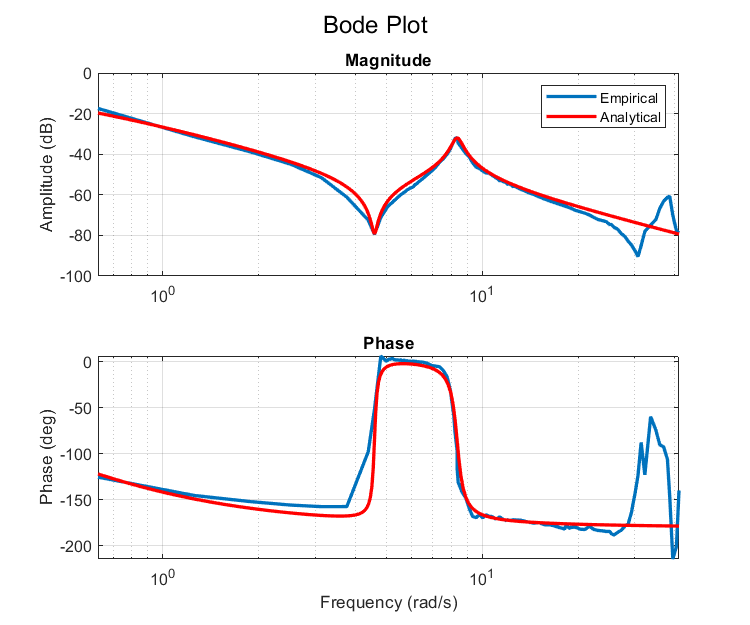 Bode Plot
Magnitude
Amplitude (dB)
0
-20
-40
-60
-80
-100
Empirical
Analytical
10^0
10^1
Phase
Phase (deg)
0
-50
-100
-150
-200
10^0
10^1
Frequency (rad/s)